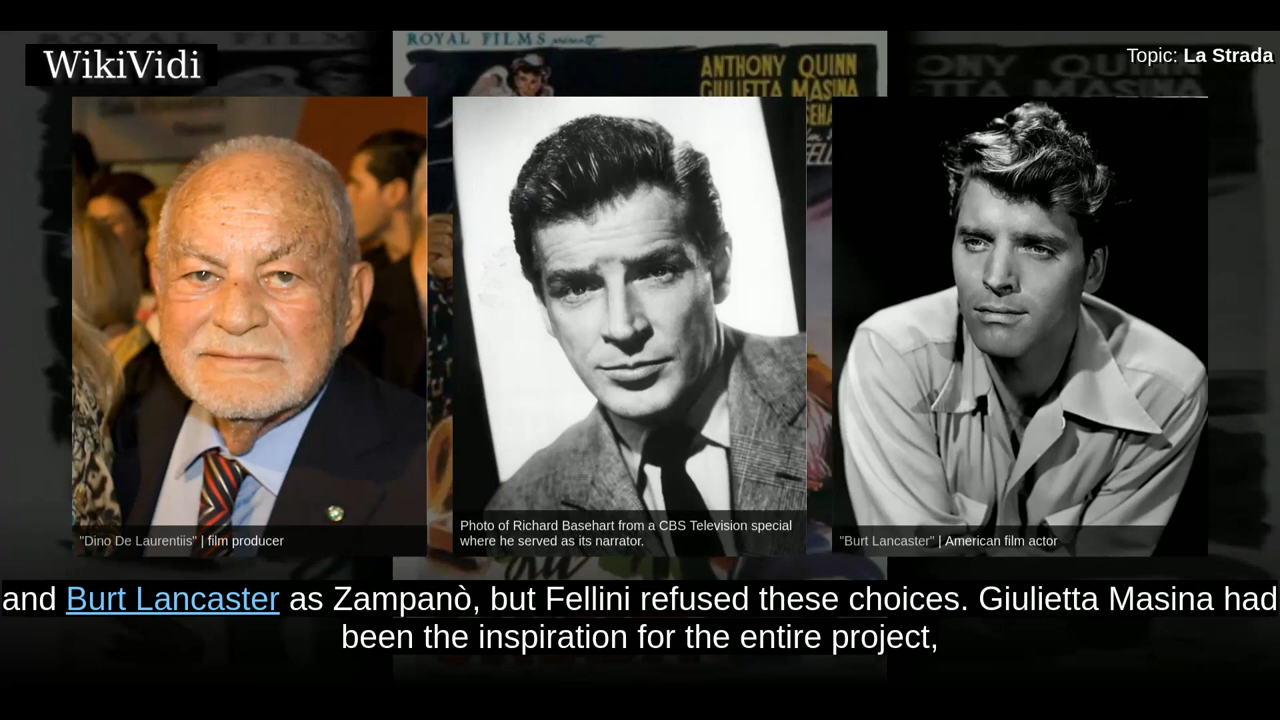 WikiVidi
Topic: La Strada
ROYAL FILMS presents
ANTHONY QUINN
GIULIETTA MASINA
"Dino De Laurentiis" | film producer
Photo of Richard Basehart from a CBS Television special
where he served as its narrator.
"Burt Lancaster" | American film actor
and Burt Lancaster as Zampanò, but Fellini refused these choices. Giulietta Masina had
been the inspiration for the entire project,